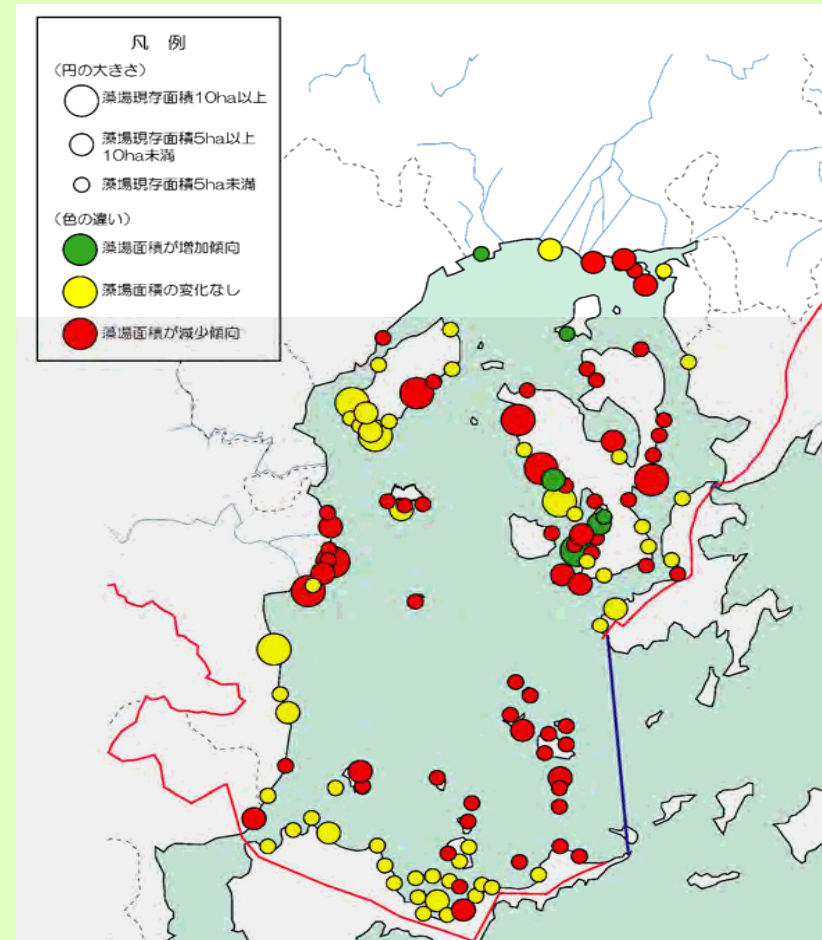 凡 例
（円の大きさ）
藻場現存面積10ha以上
藻場現存面積5ha以上
10ha未満
藻場現存面積5ha未満
（色の違い）
藻場面積が増加傾向
藻場面積の変化なし
藻場面積が減少傾向